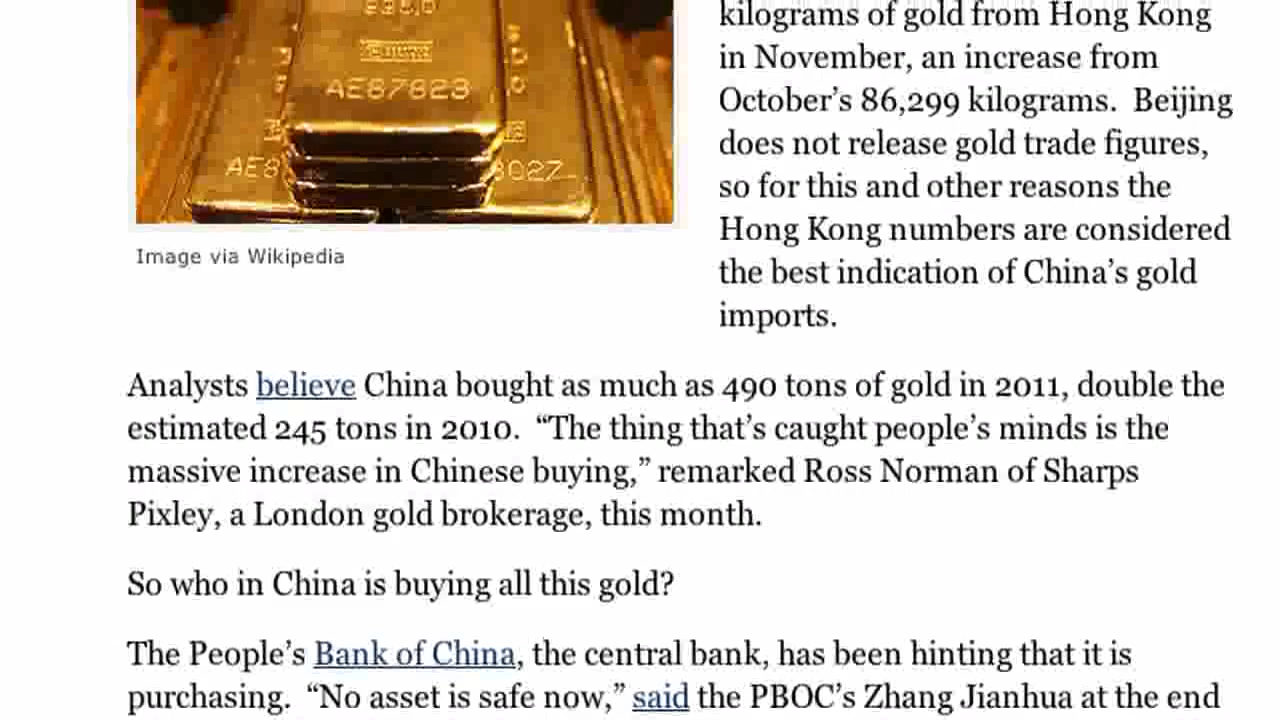 995.0
AE87823
AE8
3027
kilograms of gold from Hong Kong
in November, an increase from
October's 86,299 kilograms.  Beijing
does not release gold trade figures,
so for this and other reasons the
Hong Kong numbers are considered
the best indication of China's gold
imports.
Image via Wikipedia
Analysts believe China bought as much as 490 tons of gold in 2011, double the
estimated 245 tons in 2010.  “The thing that's caught people's minds is the
massive increase in Chinese buying,” remarked Ross Norman of Sharps
Pixley, a London gold brokerage, this month.
So who in China is buying all this gold?
The People's Bank of China, the central bank, has been hinting that it is
purchasing.  “No asset is safe now,” said the PBOC's Zhang Jianhua at the end